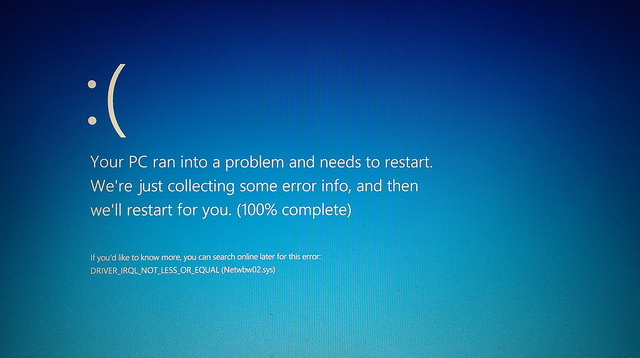 :(
Your PC ran into a problem and needs to restart.
We're just collecting some error info, and then
we'll restart for you. (100% complete)
If you'd like to know more, you can search online later for this error:
DRIVER_IRQL_NOT_LESS_OR_EQUAL (Netwbw02.sys)